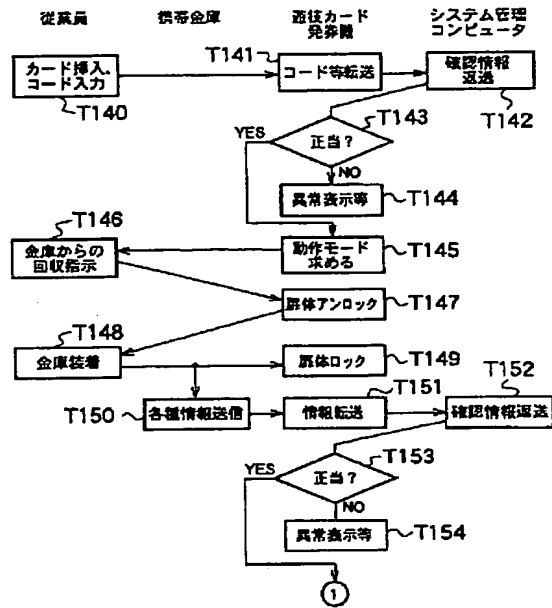 従業員
携帯金庫
遊技カード
発券機
システム管理
コンピュータ
カード挿入、
コード入力
T140
T141
コード等転送
確認情報
返送
T142
T143
正当？
YES
NO
異常表示等
T144
T146
金庫からの
回収指示
動作モード
求める
T145
扉体アンロック
T147
T148
金庫装着
扉体ロック
T149
T150
各種情報送信
T151
情報転送
T152
確認情報返送
T153
正当？
YES
NO
異常表示等
T154
1